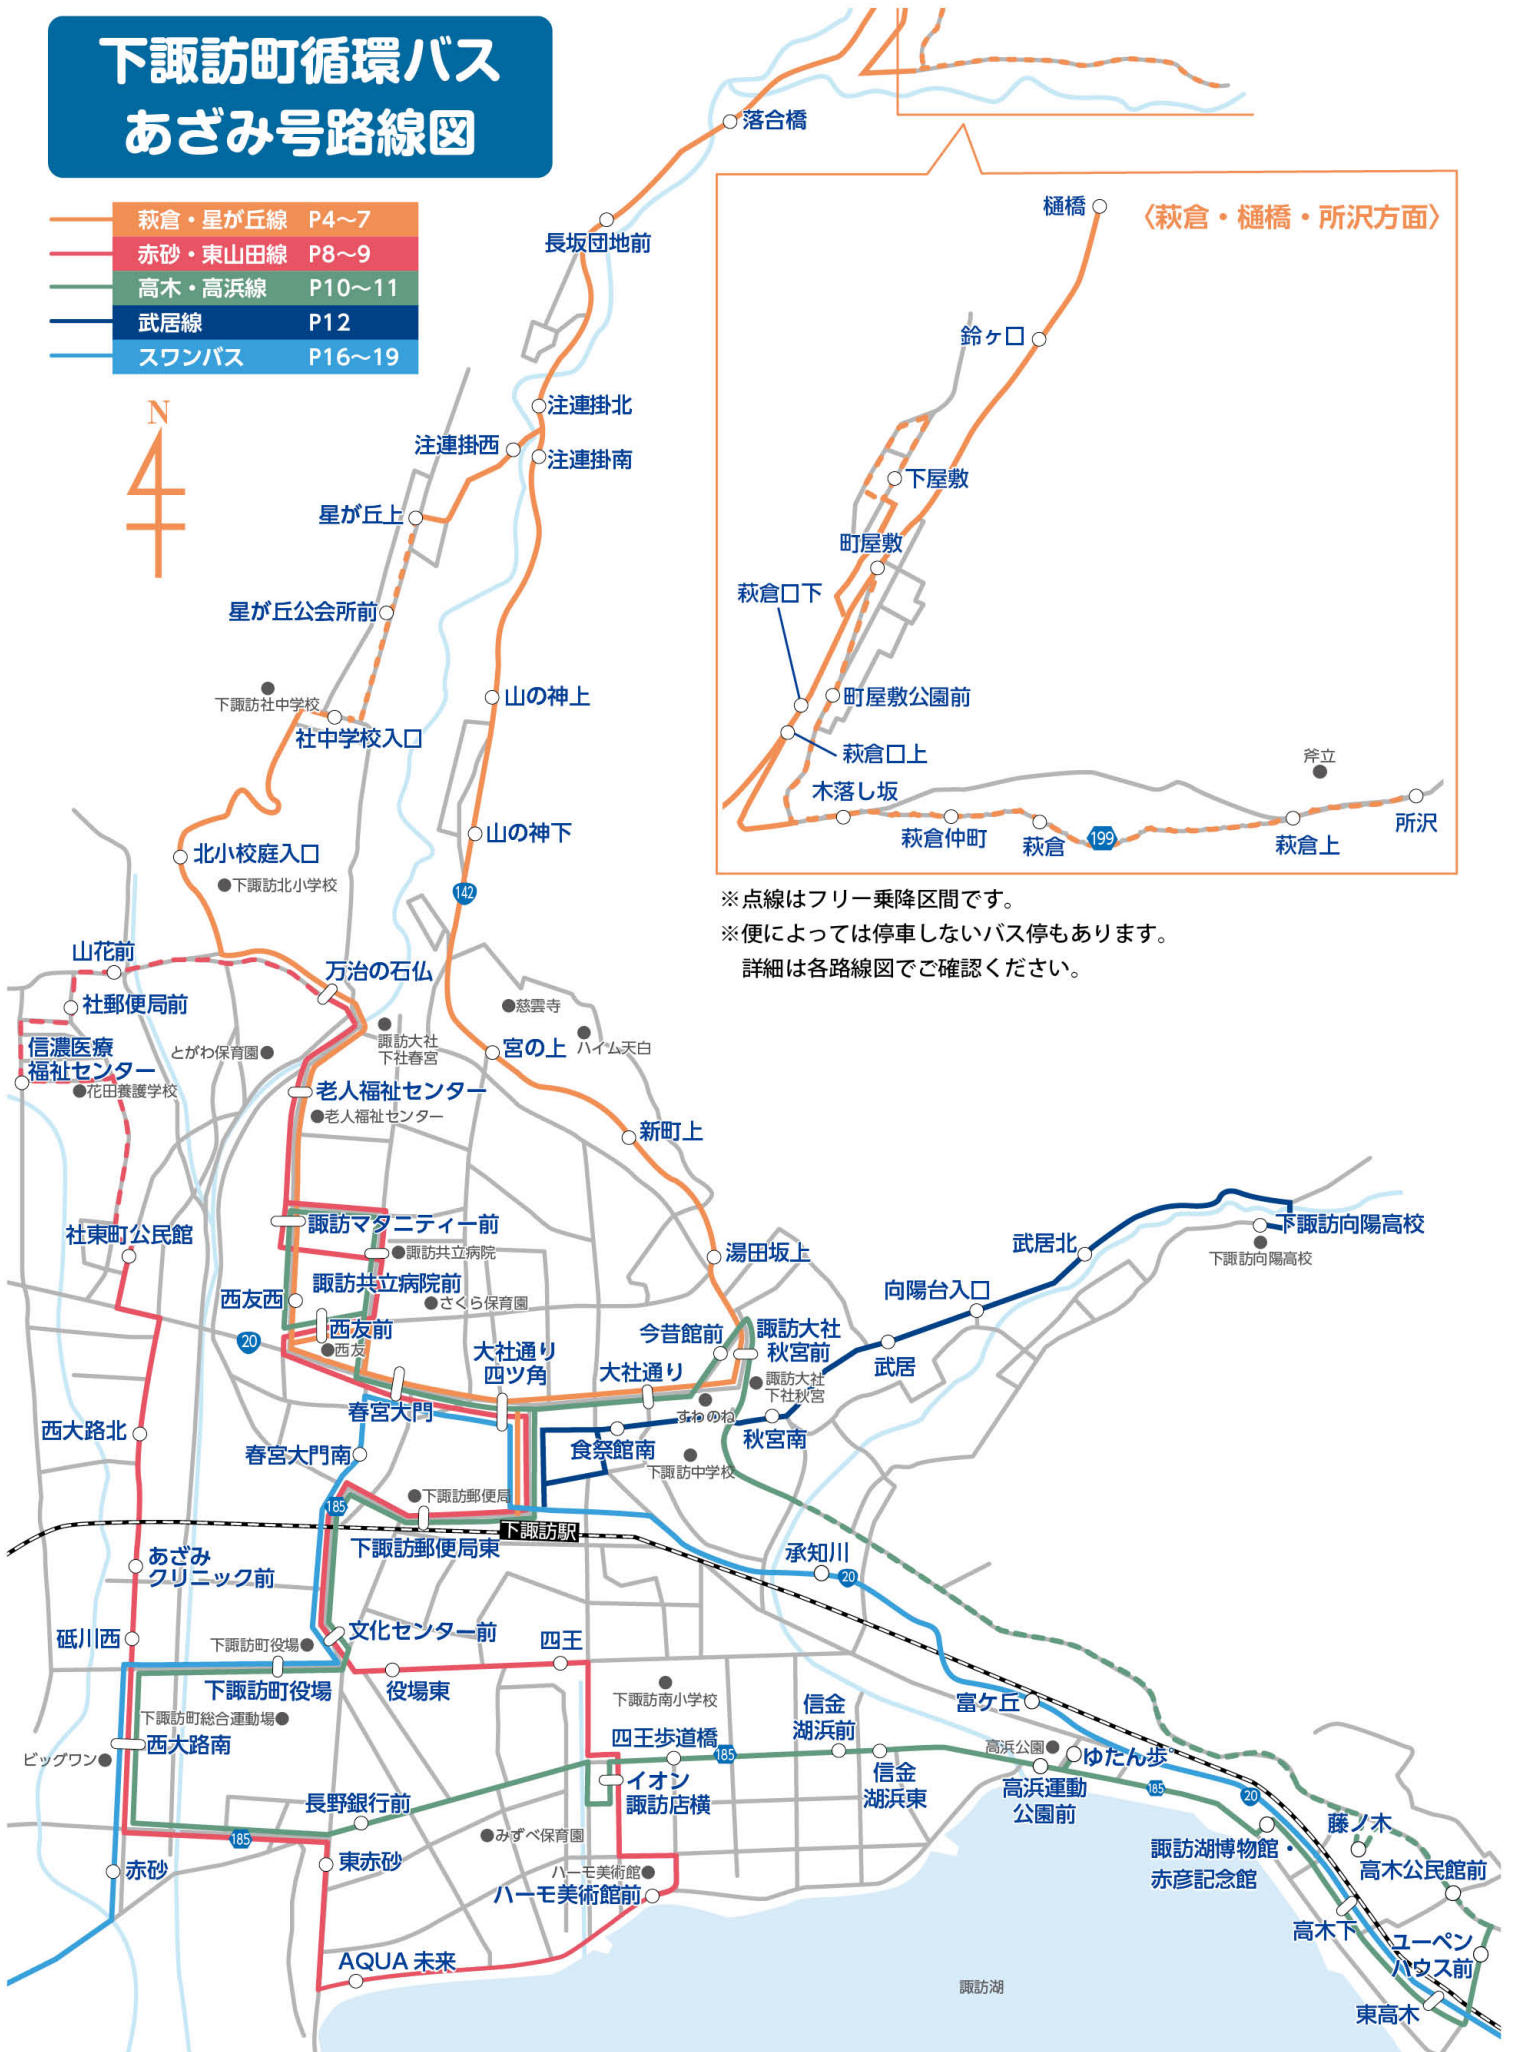 下諏訪町循環バス
あざみ号路線図
萩倉・星が丘線 P4〜7
赤砂・東山田線 P8〜9
高木・高浜線 P10〜11
武居線 P12
スワンバス P16〜19
N
落合橋
長坂団地前
注連掛北
注連掛西
注連掛南
星が丘上
星が丘公会所前
下諏訪社中学校
社中学校入口
山の神上
山の神下
142
北小校庭入口
下諏訪北小学校
〈萩倉・樋橋・所沢方面〉
樋橋
鈴ヶ口
下屋敷
町屋敷
萩倉口下
町屋敷公園前
萩倉口上
木落し坂
萩倉仲町
萩倉
199
斧立
萩倉上
所沢
※点線はフリー乗降区間です。
※便によっては停車しないバス停もあります。
詳細は各路線図でご確認ください。
山花前
社郵便局前
信濃医療
福祉センター
花田養護学校
とがわ保育園
万治の石仏
諏訪大社
下社春宮
慈雲寺
ハイム天白
宮の上
老人福祉センター
老人福祉センター
新町上
社東町公民館
諏訪マタニティー前
諏訪共立病院
諏訪共立病院前
西友西
さくら保育園
西友前
西友
20
湯田坂上
今昔館前
諏訪大社
秋宮前
諏訪大社
下社秋宮
大社通り
四ツ角
大社通り
春宮大門
すわのね
下諏訪向陽高校
下諏訪向陽高校
武居北
向陽台入口
武居
西大路北
春宮大門南
食祭館南
秋宮南
下諏訪中学校
185
下諏訪郵便局
下諏訪駅
下諏訪郵便局東
承知川
20
あざみ
クリニック前
砥川西
下諏訪町役場
文化センター前
四王
下諏訪町役場
役場東
下諏訪南小学校
富ケ丘
下諏訪町総合運動場
信金
湖浜前
ビッグワン
西大路南
四王歩道橋
185
高浜公園
ゆたん歩°
イオン
諏訪店横
信金
湖浜東
高浜運動
公園前
185
20
長野銀行前
185
みずべ保育園
諏訪湖博物館・
赤彦記念館
藤ノ木
高木公民館前
赤砂
東赤砂
ハーモ美術館
ハーモ美術館前
高木下
ユーペン
ハウス前
AQUA 未来
諏訪湖
東高木